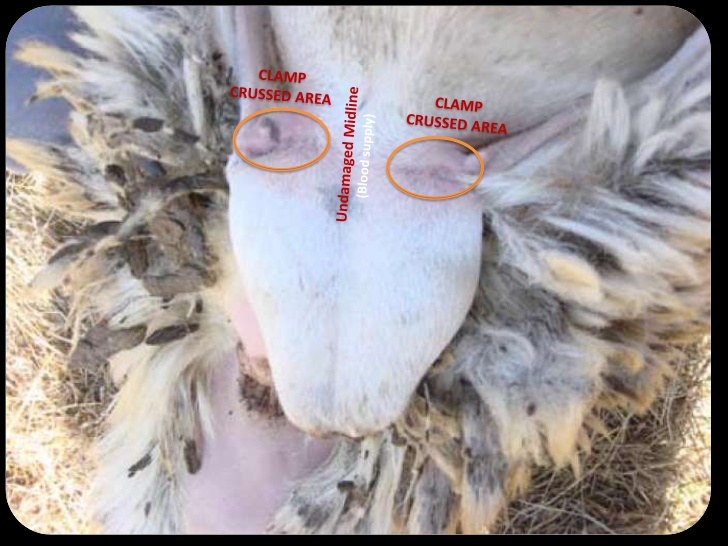 CLAMP
CRUSSED AREA
Undamaged Midline
(Blood supply)
CLAMP
CRUSSED AREA